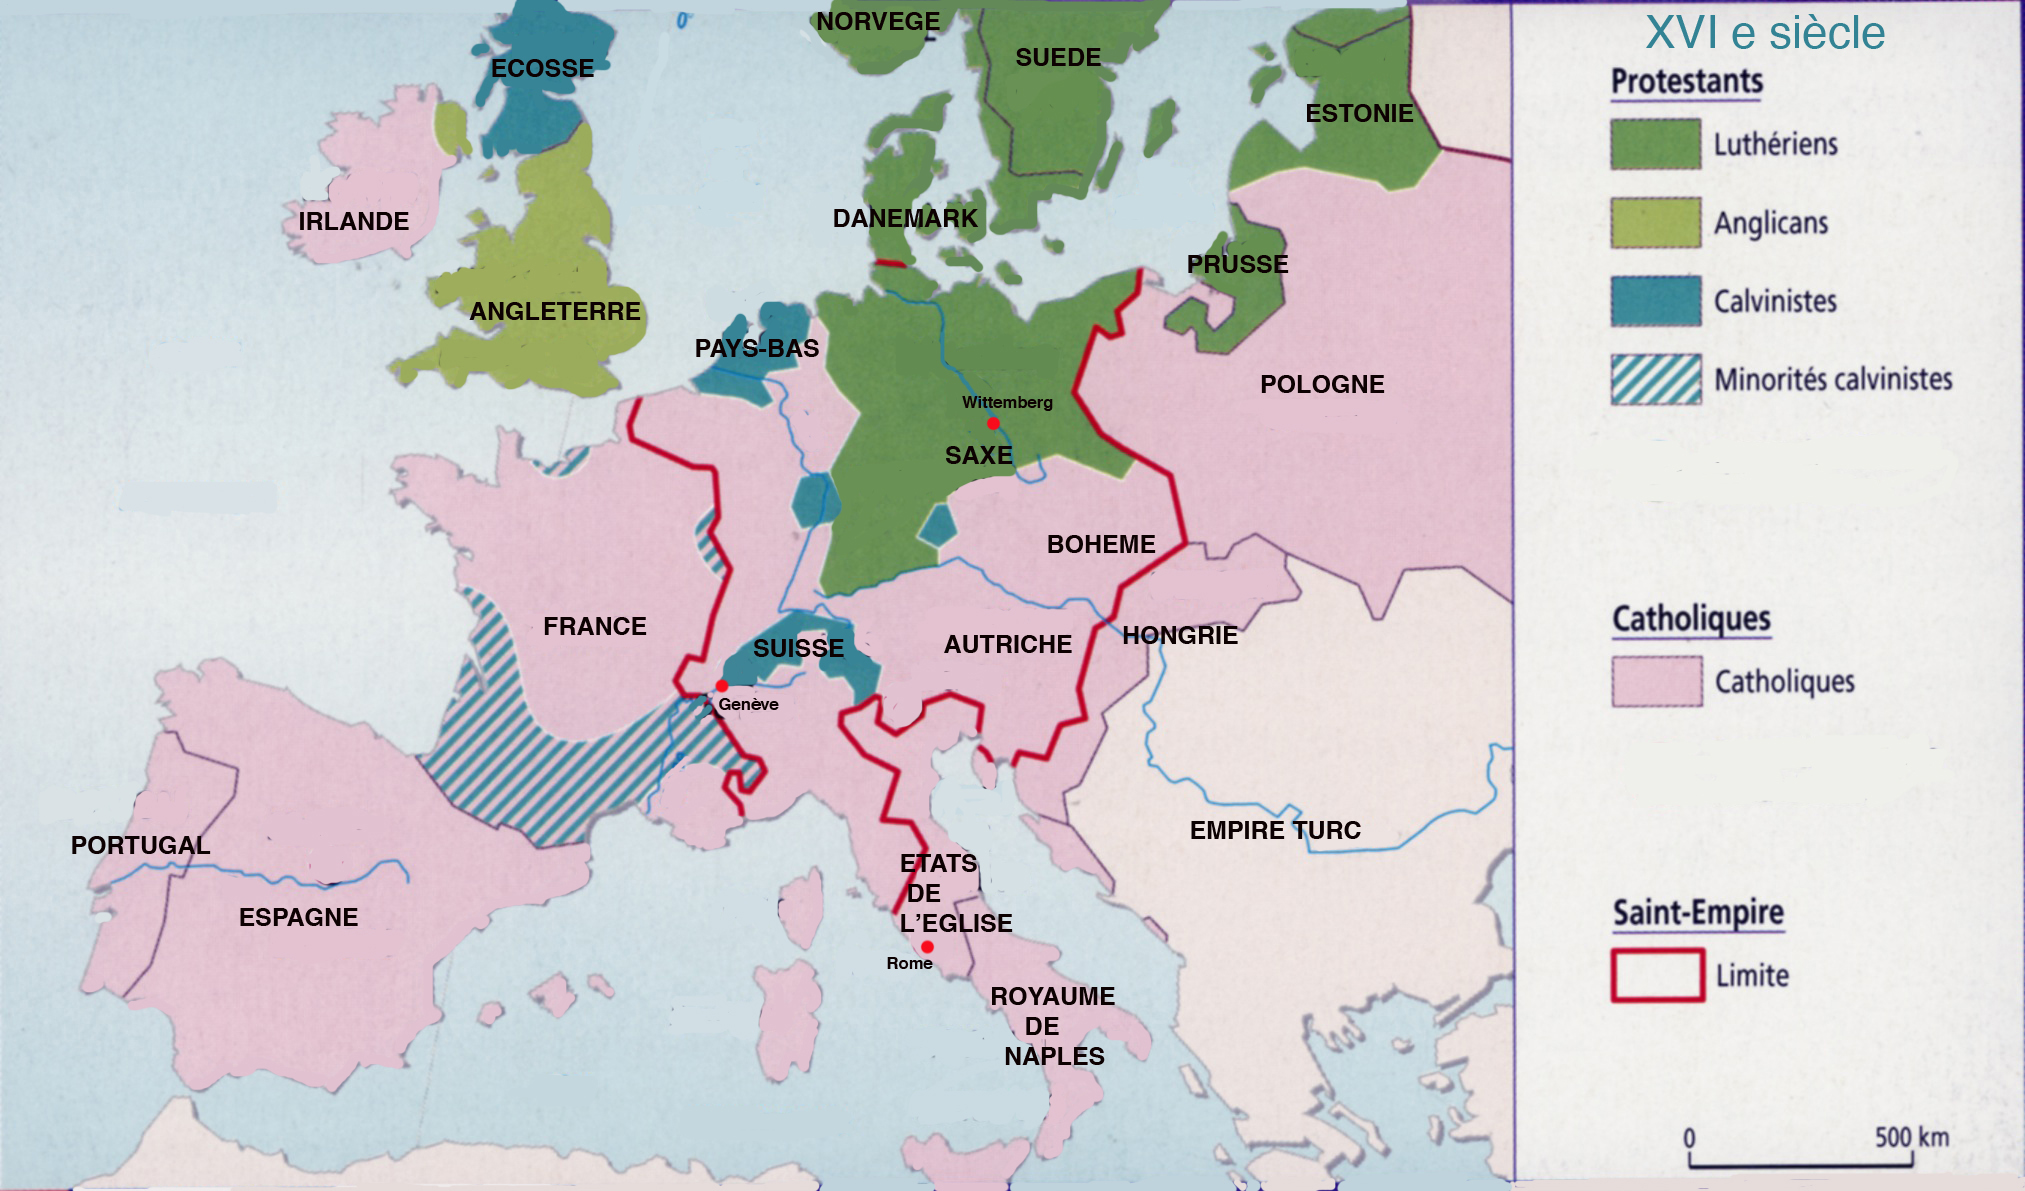 0°
NORVEGE
SUEDE
ECOSSE
ESTONIE
IRLANDE
DANEMARK
PRUSSE
ANGLETERRE
PAYS-BAS
POLOGNE
Wittemberg
SAXE
BOHEME
FRANCE
HONGRIE
AUTRICHE
SUISSE
Genève
EMPIRE TURC
PORTUGAL
ETATS
DE
L'EGLISE
ESPAGNE
Rome
ROYAUME
DE
NAPLES
XVI e siècle
Protestants
Luthériens
Anglicans
Calvinistes
Minorités calvinistes
Catholiques
Catholiques
Saint-Empire
Limite
0 500 km